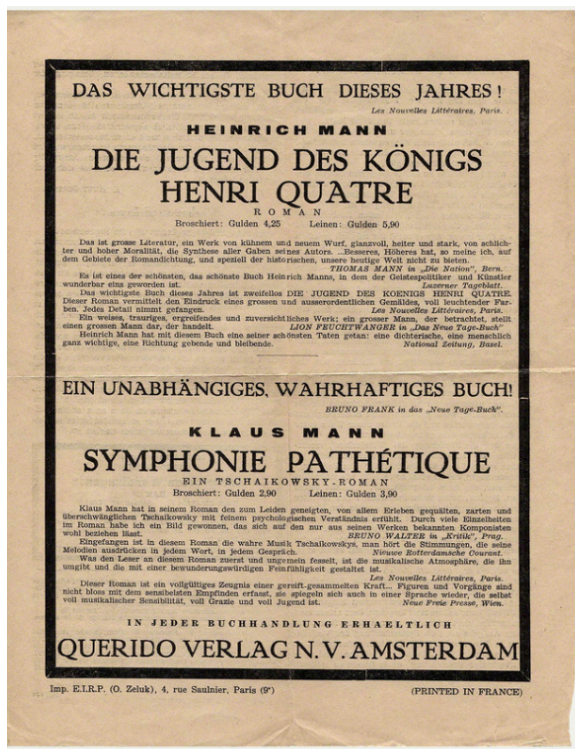 DAS WICHTIGSTE BUCH DIESES JAHRES !
Les Nouvelles Littéraires, Paris.
HEINRICH MANN
DIE JUGEND DES KÖNIGS
HENRI QUATRE
ROMAN
Broschiert: Gulden 4,25 Leinen: Gulden 5,90
Das ist grosse Literatur, ein Werk von kühnem und neuem Wurf, glanzvoll, heiter und stark, von schlich-
ter und hoher Moralität, die Synthese aller Gaben seines Autors. ...Besseres, Höheres hat, so meine ich, auf
dem Gebiete der Romandichtung, und speziell der historischen, unsere heutige Welt nicht zu bieten.
THOMAS MANN in „Die Nation", Bern.
Es ist eines der schönsten, das schönste Buch Heinrich Manns, in dem der Geistespolitiker und Künstler
wunderbar eins geworden ist. Luzerner Tageblatt.
Das wichtigste Buch dieses Jahres ist zweifellos DIE JUGEND DES KOENIGS HENRI QUATRE.
Dieser Roman vermittelt den Eindruck eines grossen und ausserordentlichen Gemäldes, voll leuchtender Far-
ben. Jedes Detail nimmt gefangen. Les Nouvelles Littéraires, Paris.
Ein weises, trauriges, ergreifendes und zuversichtliches Werk; ein grosser Mann, der betrachtet, stellt
einen grossen Mann dar, der handelt. LION FEUCHTWANGER in „Das Neue Tage-Buch"
Heinrich Mann hat mit diesem Buch eine seiner schönsten Taten getan: eine dichterische, eine menschlich
ganz wichtige, eine Richtung gebende und bleibende. National Zeitung, Basel.
EIN UNABHÄNGIGES, WAHRHAFTIGES BUCH!
BRUNO FRANK in das „Neue Tage-Buch".
KLAUS MANN
SYMPHONIE PATHÉTIQUE
EIN TSCHAIKOWSKY-ROMAN
Broschiert: Gulden 2,90 Leinen: Gulden 3,90
Klaus Mann hat in seinem Roman den zum Leiden geneigten, von allem Erleben gequälten, zarten und
überschwänglichen Tschaikowsky mit feinem psychologischen Verständnis erfühlt. Durch viele Einzelheiten
im Roman habe ich ein Bild gewonnen, das sich auf den nur aus seinen Werken bekannten Komponisten
wohl beziehen lässt. BRUNO WALTER in „Kritik", Prag.
Eingefangen ist in diesem Roman die wahre Musik Tschaikowskys, man hört die Stimmungen, die seine
Melodien ausdrücken in jedem Wort, in jedem Gespräch. Nieuwe Rotterdamsche Courant.
Was den Leser an diesem Roman zuerst und ungemein fesselt, ist die musikalische Atmosphäre, die ihn
umgibt und die mit einer bewunderungswürdigen Feinfühligkeit gestaltet ist.
Les Nouvelles Littéraires, Paris.
Dieser Roman ist ein vollgültiges Zeugnis einer gereift-gesammelten Kraft... Figuren und Vorgänge sind
nicht bloss mit dem sensibelsten Empfinden erfasst, sie spiegeln sich auch in einer Sprache wieder, die selbst
voll musikalischer Sensibilität, voll Grazie und voll Jugend ist. Neue Freie Presse, Wien.
IN JEDER BUCHHANDLUNG ERHAELTLICH
QUERIDO VERLAG N. V. AMSTERDAM
Imp. E.I.R.P. (O. Zeluk), 4, rue Saulnier, Paris (9ᵉ) (PRINTED IN FRANCE)